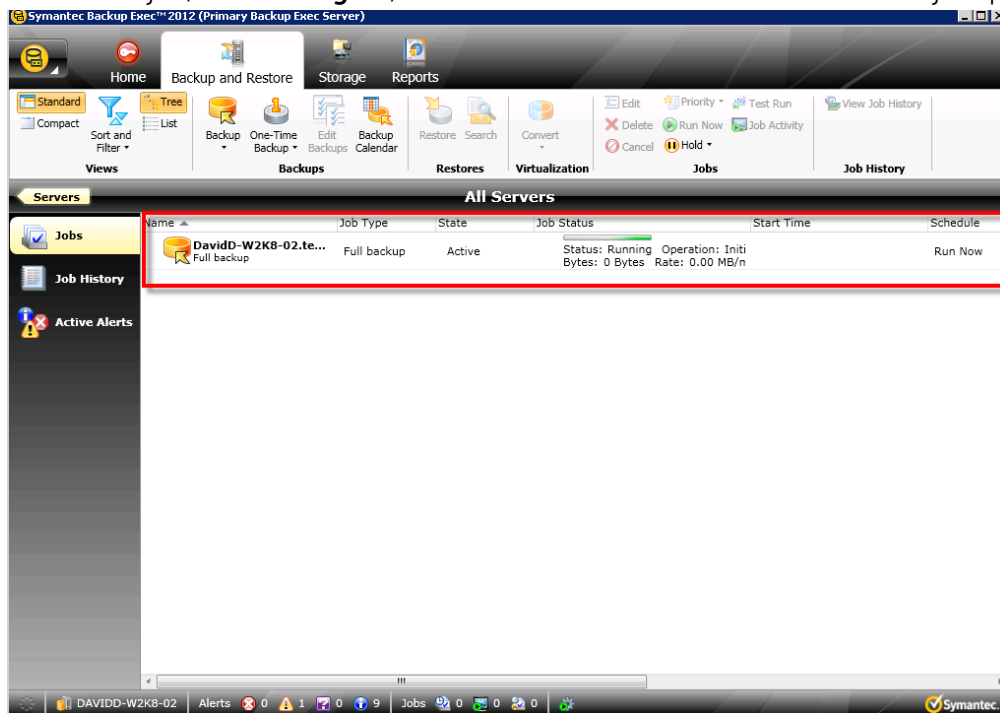 Symantec Backup Exec™ 2012 (Primary Backup Exec Server)
Home Backup and Restore Storage Reports
Standard
Compact
Sort and Filter
Tree
List
Views
Backup
One-Time Backup
Edit Backups
Backup Calendar
Backups
Restore Search
Restores
Convert
Virtualization
Edit Priority Test Run
Delete Run Now Job Activity
Cancel Hold
Jobs
View Job History
Job History
Servers
All Servers
Jobs
Job History
Active Alerts
Name Job Type State Job Status Start Time Schedule
DavidD-W2K8-02.te... Full backup Active Status: Running Operation: Initi Run Now
Full backup Bytes: 0 Bytes Rate: 0.00 MB/n
DAVIDD-W2K8-02 Alerts 0 1 0 9 Jobs 0 0 0 Symantec.